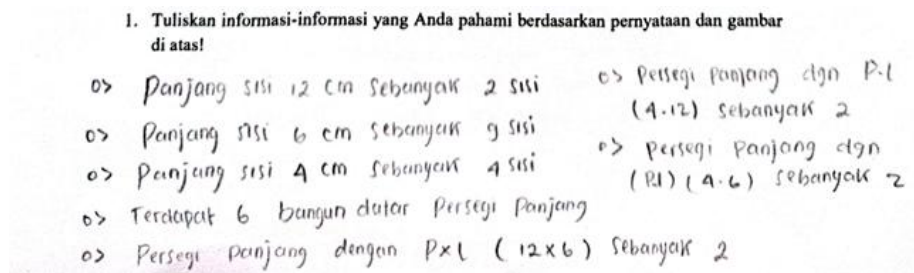 1. Tuliskan informasi-informasi yang Anda pahami berdasarkan pernyataan dan gambar
di atas!
o> Panjang sisi 12 cm sebanyak 2 sisi
o> Panjang sisi 6 cm sebanyak 9 sisi
o> Panjang sisi 4 cm sebanyak 4 sisi
o> Terdapat 6 bangun datar Persegi Panjang
o> Persegi panjang dengan P×l (12×6) sebanyak 2
o> Persegi panjang dgn P.l
(4.12) sebanyak 2
o> persegi panjang dgn
(P.l) (4.6) sebanyak 2